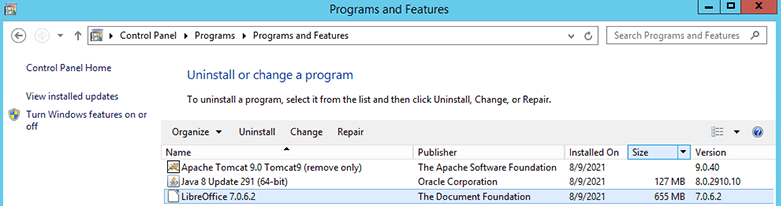 Programs and Features
Control Panel Programs Programs and Features Search Programs and Features
Control Panel Home
Uninstall or change a program
View installed updates
To uninstall a program, select it from the list and then click Uninstall, Change, or Repair.
Turn Windows features on or
off
Organize Uninstall Change Repair
Name Publisher Installed On Size Version
Apache Tomcat 9.0 Tomcat9 (remove only) The Apache Software Foundation 8/9/2021 9.0.40
Java 8 Update 291 (64-bit) Oracle Corporation 8/9/2021 127 MB 8.0.2910.10
LibreOffice 7.0.6.2 The Document Foundation 8/9/2021 655 MB 7.0.6.2